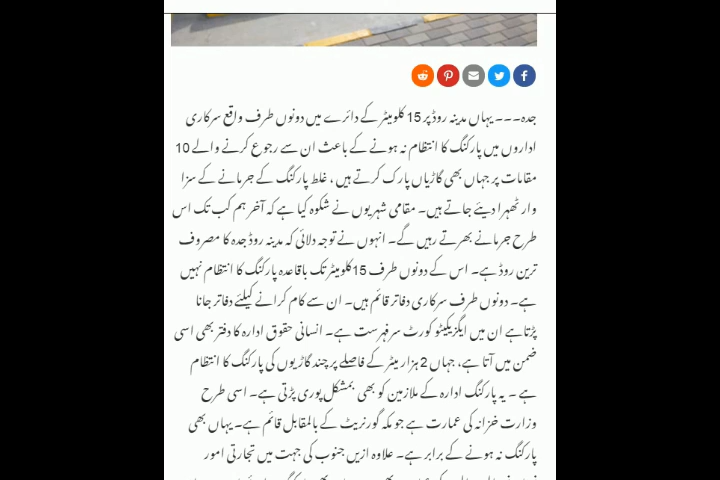 جدہ۔۔۔ یہاں مدینہ روڈ پر 15 کلومیٹر کے دائرے میں دونوں طرف واقع سرکاری
اداروں میں پارکنگ کا انتظام نہ ہونے کے باعث ان سے رجوع کرنے والے 10
مقامات پر جہاں بھی گاڑیاں پارک کرتے ہیں ، غلط پارکنگ کے جرمانے کے سزا
وار ٹھہرا دیئے جاتے ہیں۔ مقامی شہریوں نے شکوہ کیا ہے کہ آخر ہم کب تک اس
طرح جرمانے بھرتے رہیں گے۔ انہوں نے توجہ دلائی کہ مدینہ روڈ جدہ کا مصروف
ترین روڈ ہے۔ اس کے دونوں طرف 15کلومیٹر تک باقاعدہ پارکنگ کا انتظام نہیں
ہے۔ دونوں طرف سرکاری دفاتر قائم ہیں۔ ان سے کام کرانے کیلئے دفاتر جانا
پڑتاہے ان میں ایگزیکیٹو کورٹ سرفہرست ہے۔ انسانی حقوق ادارہ کا دفتر بھی اسی
ضمن میں آتا ہے، جہاں 2 ہزار میٹر کے فاصلے پر چند گاڑیوں کی پارکنگ کا انتظام
ہے ۔ یہ پارکنگ ادارہ کے ملازمین کو بھی بمشکل پوری پڑتی ہے۔ اسی طرح
وزارت خزانہ کی عمارت ہے جو مکہ گورنریٹ کے بالمقابل قائم ہے۔ یہاں بھی
پارکنگ نہ ہونے کے برابر ہے۔ علاوہ ازیں جنوب کی جہت میں تجارتی امور